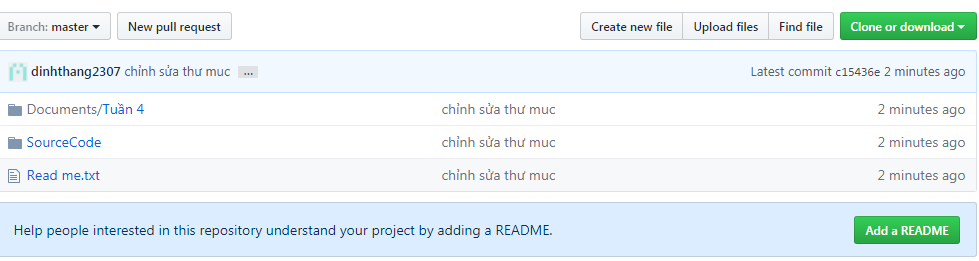 Branch: master New pull request Create new file Upload files Find file Clone or download
dinhthang2307 chỉnh sửa thư muc ... Latest commit c15436e 2 minutes ago
Documents/Tuần 4 chỉnh sửa thư muc 2 minutes ago
SourceCode chỉnh sửa thư muc 2 minutes ago
Read me.txt chỉnh sửa thư muc 2 minutes ago
Help people interested in this repository understand your project by adding a README. Add a README